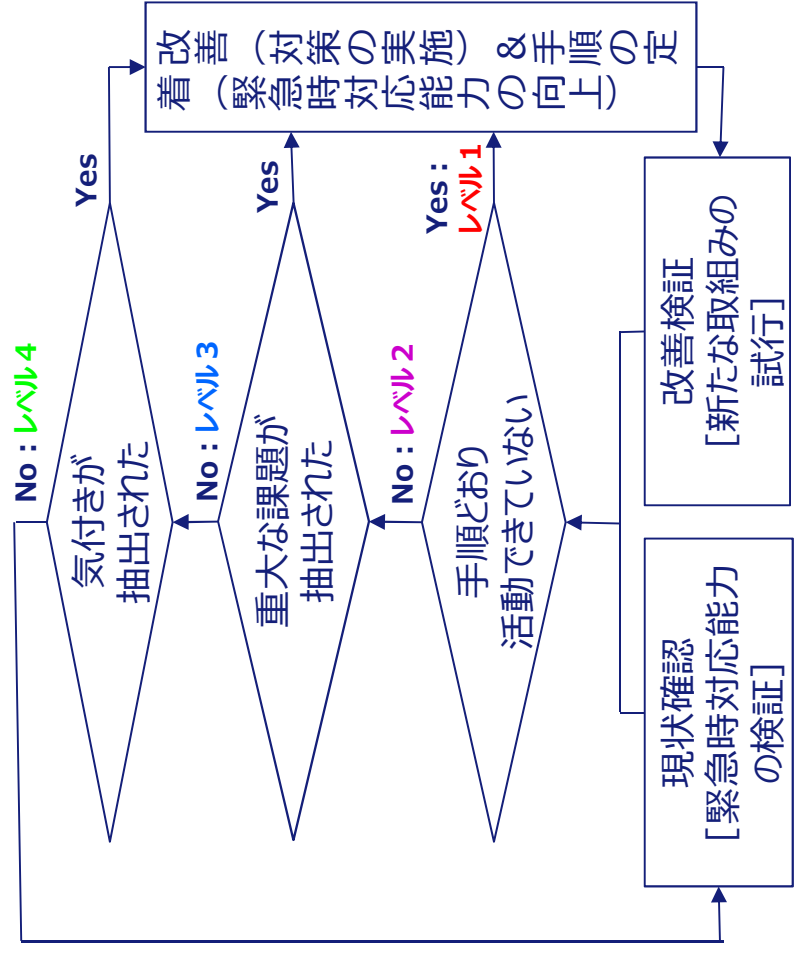 No：レベル4
気付きが
抽出された
Yes
No：レベル3
重大な課題が
抽出された
Yes
No：レベル2
手順どおり
活動できていない
Yes：
レベル1
改善（対策の実施）＆手順の定
着（緊急時対応能力の向上）
現状確認
[緊急時対応能力
の検証]
改善検証
[新たな取組みの
試行]